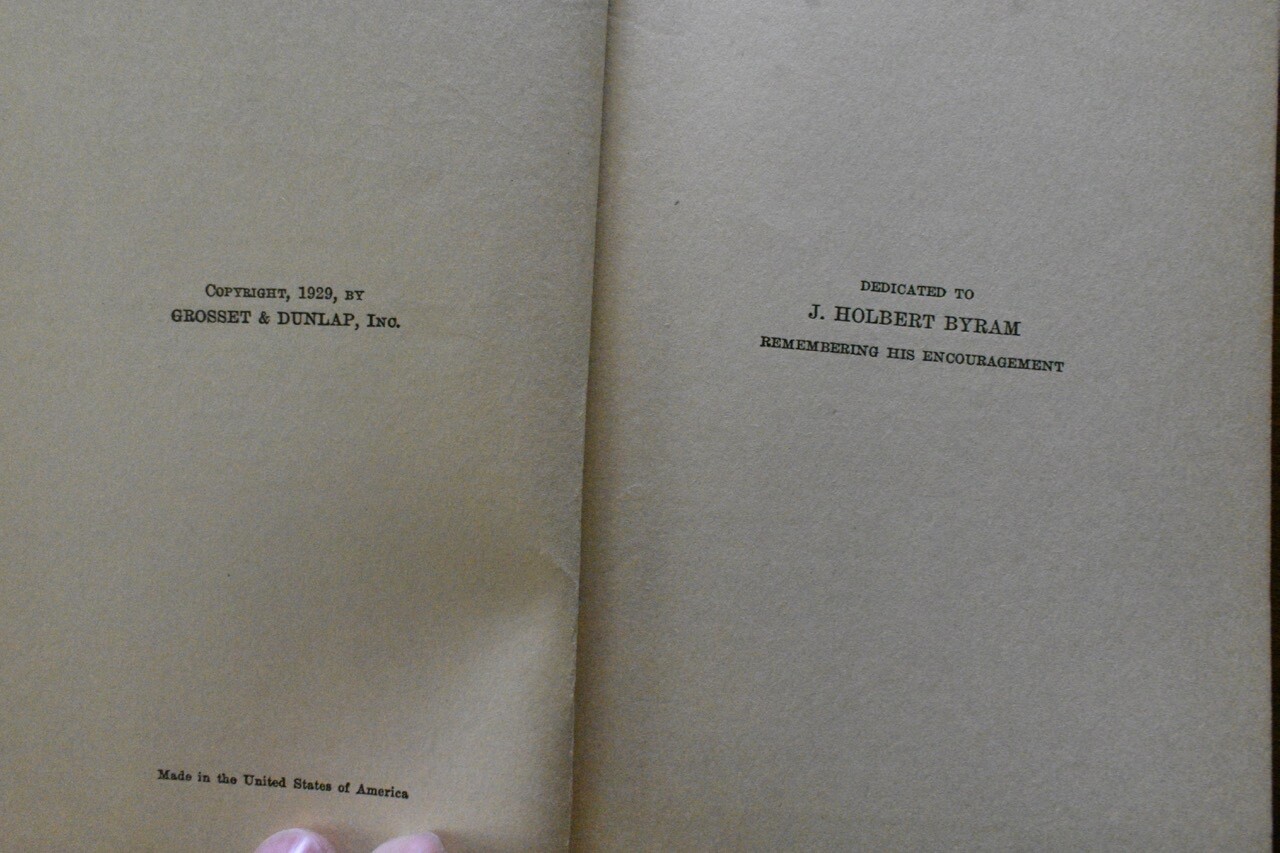 Copyright, 1929, by
GROSSET & DUNLAP, Inc.
Made in the United States of America
DEDICATED TO
J. HOLBERT BYRAM
REMEMBERING HIS ENCOURAGEMENT